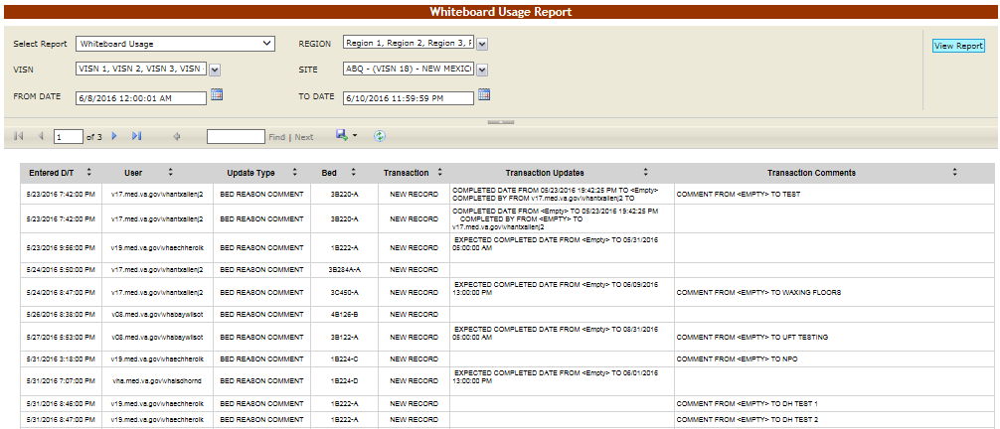 Whiteboard Usage Report
Select Report Whiteboard Usage REGION Region 1, Region 2, Region 3, F View Report
VISN VISN 1, VISN 2, VISN 3, VISN SITE ABQ - (VISN 18) - NEW MEXIC
FROM DATE 6/8/2016 12:00:01 AM TO DATE 6/10/2016 11:59:59 PM
1 of 3 Find | Next
Entered D/T User Update Type Bed Transaction Transaction Updates Transaction Comments
5/23/2016 7:42:00 PM v17.med.va.gov\vhantxallenj2 BED REASON COMMENT 3B220-A NEW RECORD COMPLETED DATE FROM 05/23/2016 19:42:25 PM TO <Empty> COMMENT FROM <EMPTY> TO TEST
COMPLETED BY FROM v17.med.va.gov\vhantxallenj2 TO
5/23/2016 7:42:00 PM v17.med.va.gov\vhantxallenj2 BED REASON COMMENT 3B220-A NEW RECORD COMPLETED DATE FROM <Empty> TO 05/23/2016 19:42:25 PM
COMPLETED BY FROM <EMPTY> TO
v17.med.va.gov\vhantxallenj2
5/23/2016 9:56:00 PM v19.med.va.gov\vhaechherolk BED REASON COMMENT 1B222-A NEW RECORD EXPECTED COMPLETED DATE FROM <Empty> TO 05/31/2016
05:00:00 AM
5/24/2016 5:50:00 PM v17.med.va.gov\vhantxallenj2 BED REASON COMMENT 3B284A-A NEW RECORD
5/24/2016 8:47:00 PM v17.med.va.gov\vhantxallenj2 BED REASON COMMENT 3C450-A NEW RECORD EXPECTED COMPLETED DATE FROM <Empty> TO 06/09/2016 COMMENT FROM <EMPTY> TO WAXING FLOORS
13:00:00 PM
5/26/2016 8:38:00 PM v08.med.va.gov\vhabaywilsot BED REASON COMMENT 4B126-B NEW RECORD
5/27/2016 5:53:00 PM v08.med.va.gov\vhabaywilsot BED REASON COMMENT 3B122-A NEW RECORD EXPECTED COMPLETED DATE FROM <Empty> TO 08/31/2016 COMMENT FROM <EMPTY> TO UFT TESTING
05:00:00 AM
5/31/2016 3:18:00 PM v19.med.va.gov\vhaechherolk BED REASON COMMENT 1B224-C NEW RECORD COMMENT FROM <EMPTY> TO NPO
5/31/2016 7:07:00 PM vha.med.va.gov\vhaisdhornd BED REASON COMMENT 1B224-D NEW RECORD EXPECTED COMPLETED DATE FROM <Empty> TO 06/01/2016
13:00:00 PM
5/31/2016 8:46:00 PM v19.med.va.gov\vhaechherolk BED REASON COMMENT 1B222-A NEW RECORD COMMENT FROM <EMPTY> TO DH TEST 1
5/31/2016 8:47:00 PM v19.med.va.gov\vhaechherolk BED REASON COMMENT 1B222-A NEW RECORD COMMENT FROM <EMPTY> TO DH TEST 2